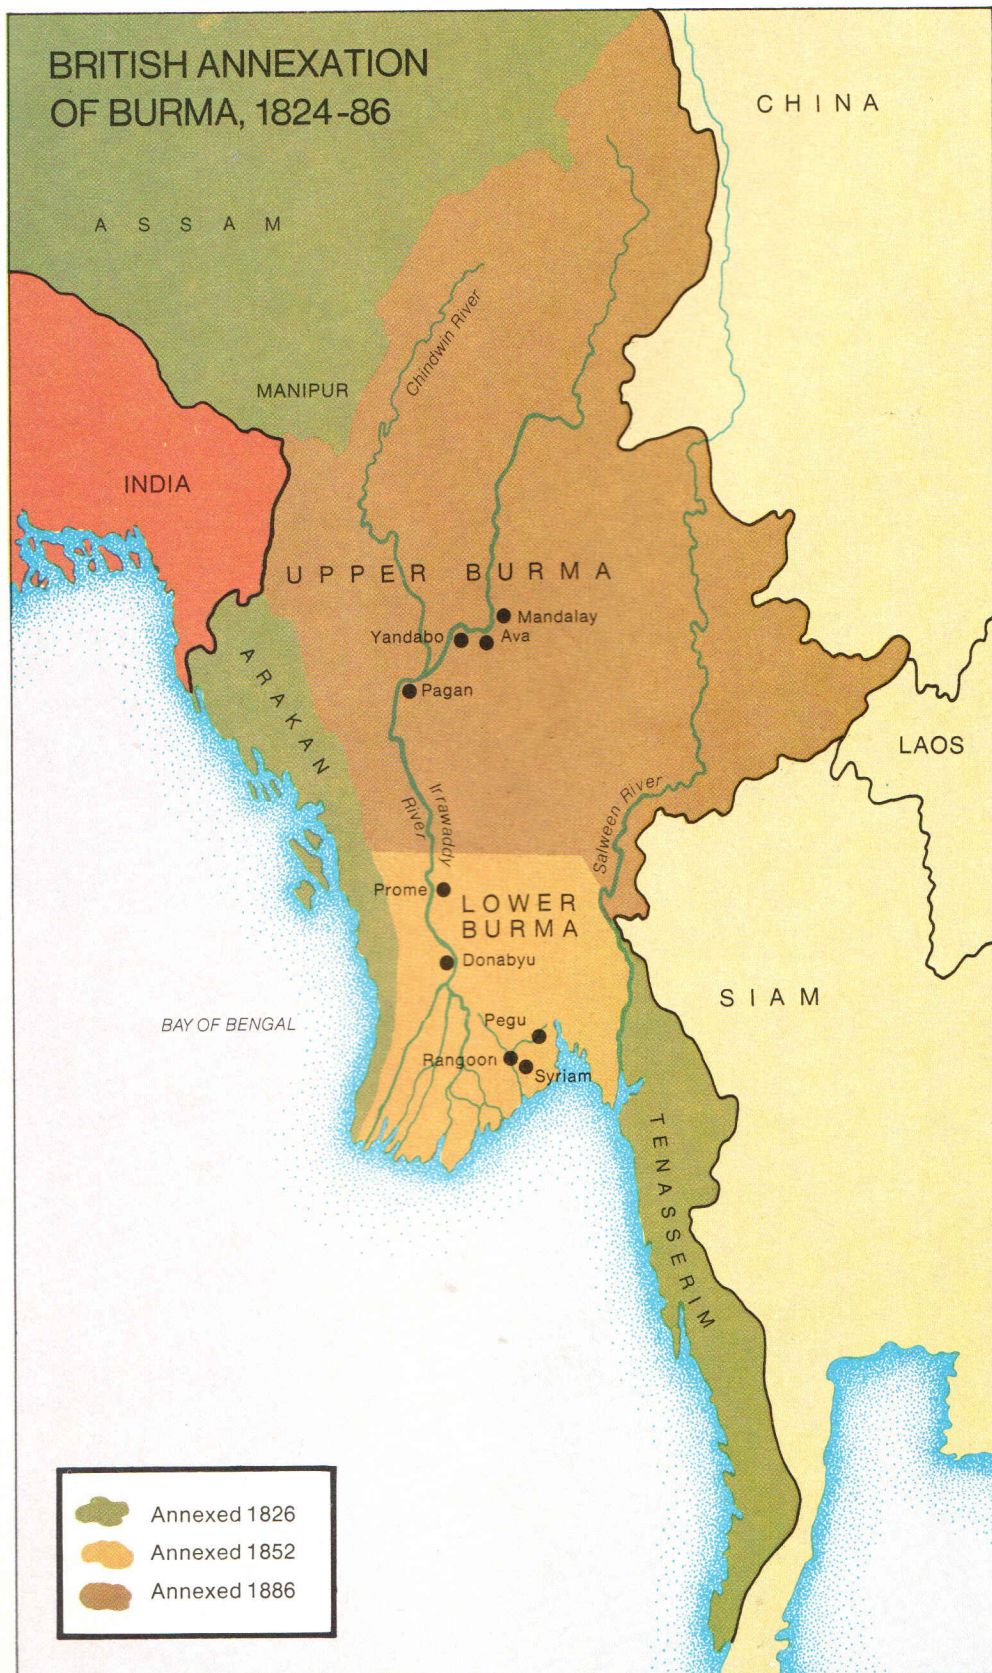 BRITISH ANNEXATION
OF BURMA, 1824-86
CHINA
ASSAM
Chindwin River
MANIPUR
INDIA
UPPER BURMA
Mandalay
Yandabo
Ava
ARAKAN
Pagan
LAOS
Irrawaddy
River
Salween River
Prome
LOWER
BURMA
Donabyu
SIAM
BAY OF BENGAL
Pegu
Rangoon
Syriam
TENASSERIM
Annexed 1826
Annexed 1852
Annexed 1886